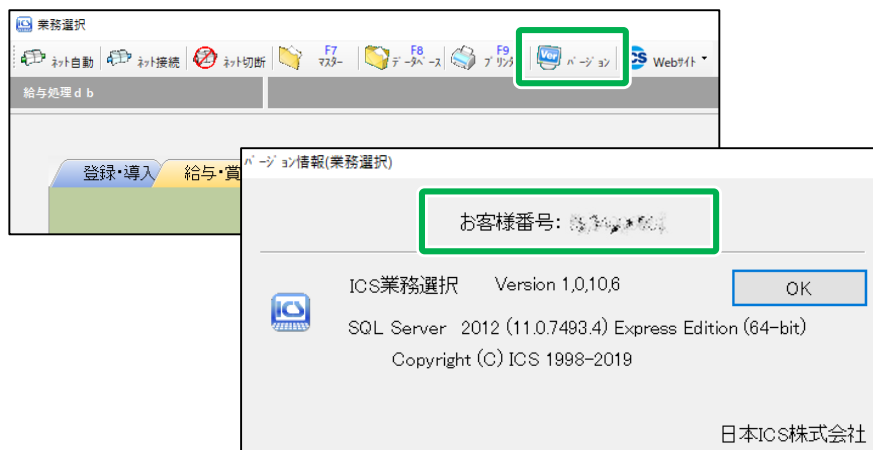 業務選択
ネット自動 ネット接続 ネット切断 F7 マスター F8 データベース F9 プリンタ Ver バージョン ICS Webサイト
給与処理db
登録・導入 給与・賞
バージョン情報(業務選択)
お客様番号:
ICS業務選択 Version 1,0,10,6 OK
SQL Server 2012 (11.0.7493.4) Express Edition (64-bit)
Copyright (C) ICS 1998-2019
日本ICS株式会社